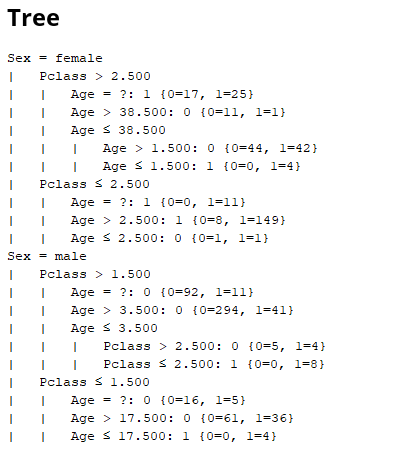 Tree
Sex = female
|   Pclass > 2.500
|   |   Age = ?: 1 {0=17, 1=25}
|   |   Age > 38.500: 0 {0=11, 1=1}
|   |   Age ≤ 38.500
|   |   |   Age > 1.500: 0 {0=44, 1=42}
|   |   |   Age ≤ 1.500: 1 {0=0, 1=4}
|   Pclass ≤ 2.500
|   |   Age = ?: 1 {0=0, 1=11}
|   |   Age > 2.500: 1 {0=8, 1=149}
|   |   Age ≤ 2.500: 0 {0=1, 1=1}
Sex = male
|   Pclass > 1.500
|   |   Age = ?: 0 {0=92, 1=11}
|   |   Age > 3.500: 0 {0=294, 1=41}
|   |   Age ≤ 3.500
|   |   |   Pclass > 2.500: 0 {0=5, 1=4}
|   |   |   Pclass ≤ 2.500: 1 {0=0, 1=8}
|   Pclass ≤ 1.500
|   |   Age = ?: 0 {0=16, 1=5}
|   |   Age > 17.500: 0 {0=61, 1=36}
|   |   Age ≤ 17.500: 1 {0=0, 1=4}